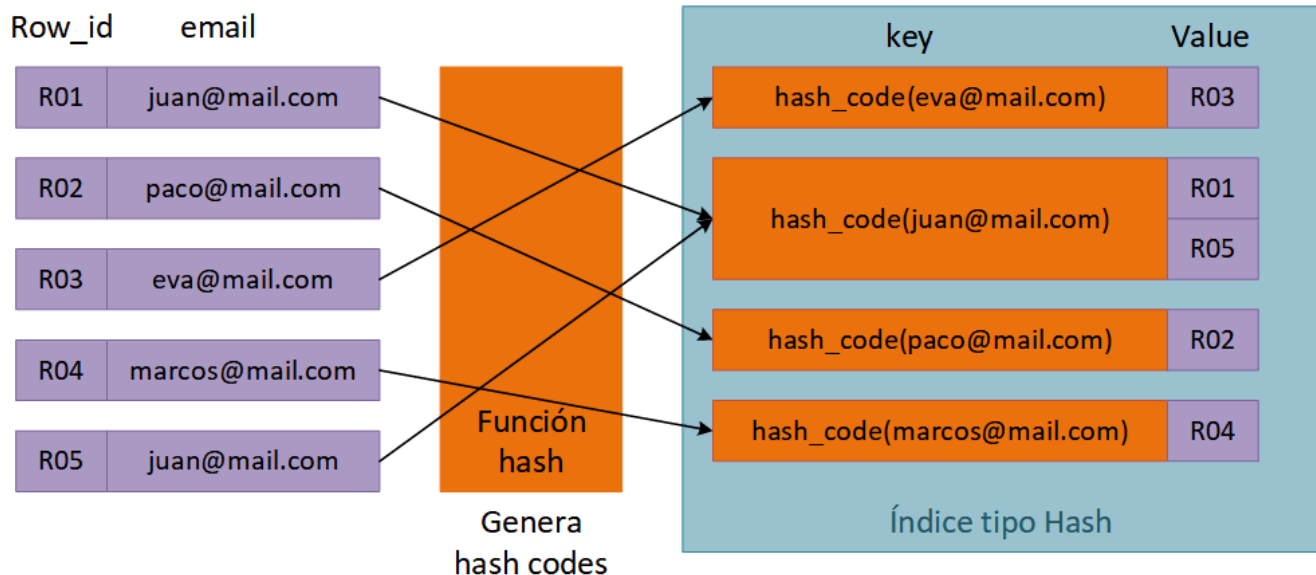 Row_id email
R01 juan@mail.com
R02 paco@mail.com
R03 eva@mail.com
R04 marcos@mail.com
R05 juan@mail.com
Función
hash
Genera
hash codes
key Value
hash_code(eva@mail.com) R03
hash_code(juan@mail.com) R01
R05
hash_code(paco@mail.com) R02
hash_code(marcos@mail.com) R04
Índice tipo Hash